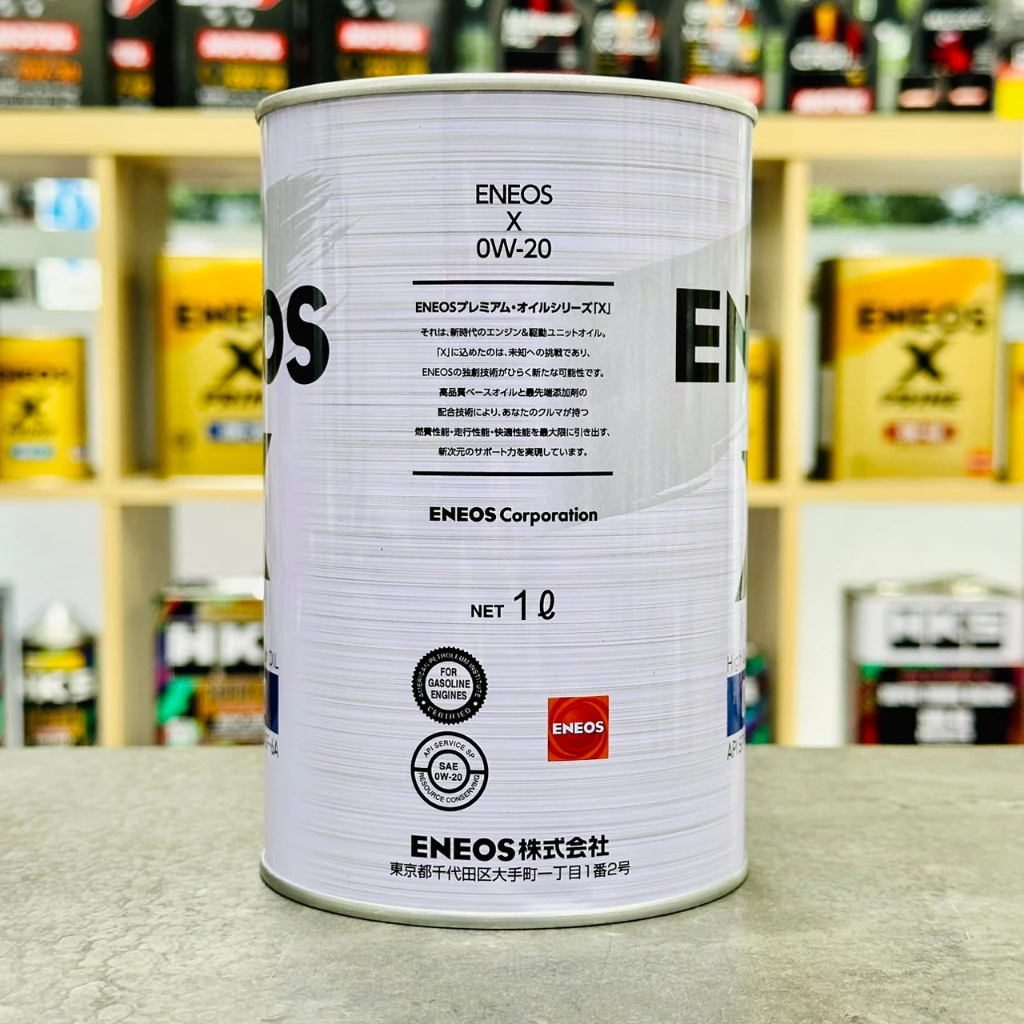 ENEOS
X
0W-20
ENEOSプレミアム・オイルシリーズ「X」
それは、新時代のエンジン&駆動ユニットオイル。
「X」に込めたのは、未知への挑戦であり、
ENEOSの独創技術がひらく新たな可能性です。
高品質ベースオイルと最先端添加剤の
配合技術により、あなたのクルマが持つ
燃費性能・走行性能・快適性能を最大限に引き出す、
新次元のサポート力を実現しています。
ENEOS Corporation
NET 1ℓ
AMERICAN PETROLEUM INSTITUTE
FOR
GASOLINE
ENGINES
CERTIFIED
ENEOS
API SERVICE SP
SAE
0W-20
RESOURCE CONSERVING
ENEOS株式会社
東京都千代田区大手町一丁目1番2号
ENEOS
X
PRIME
ENEOS
X
PRIME
HKS
HKS
HKS